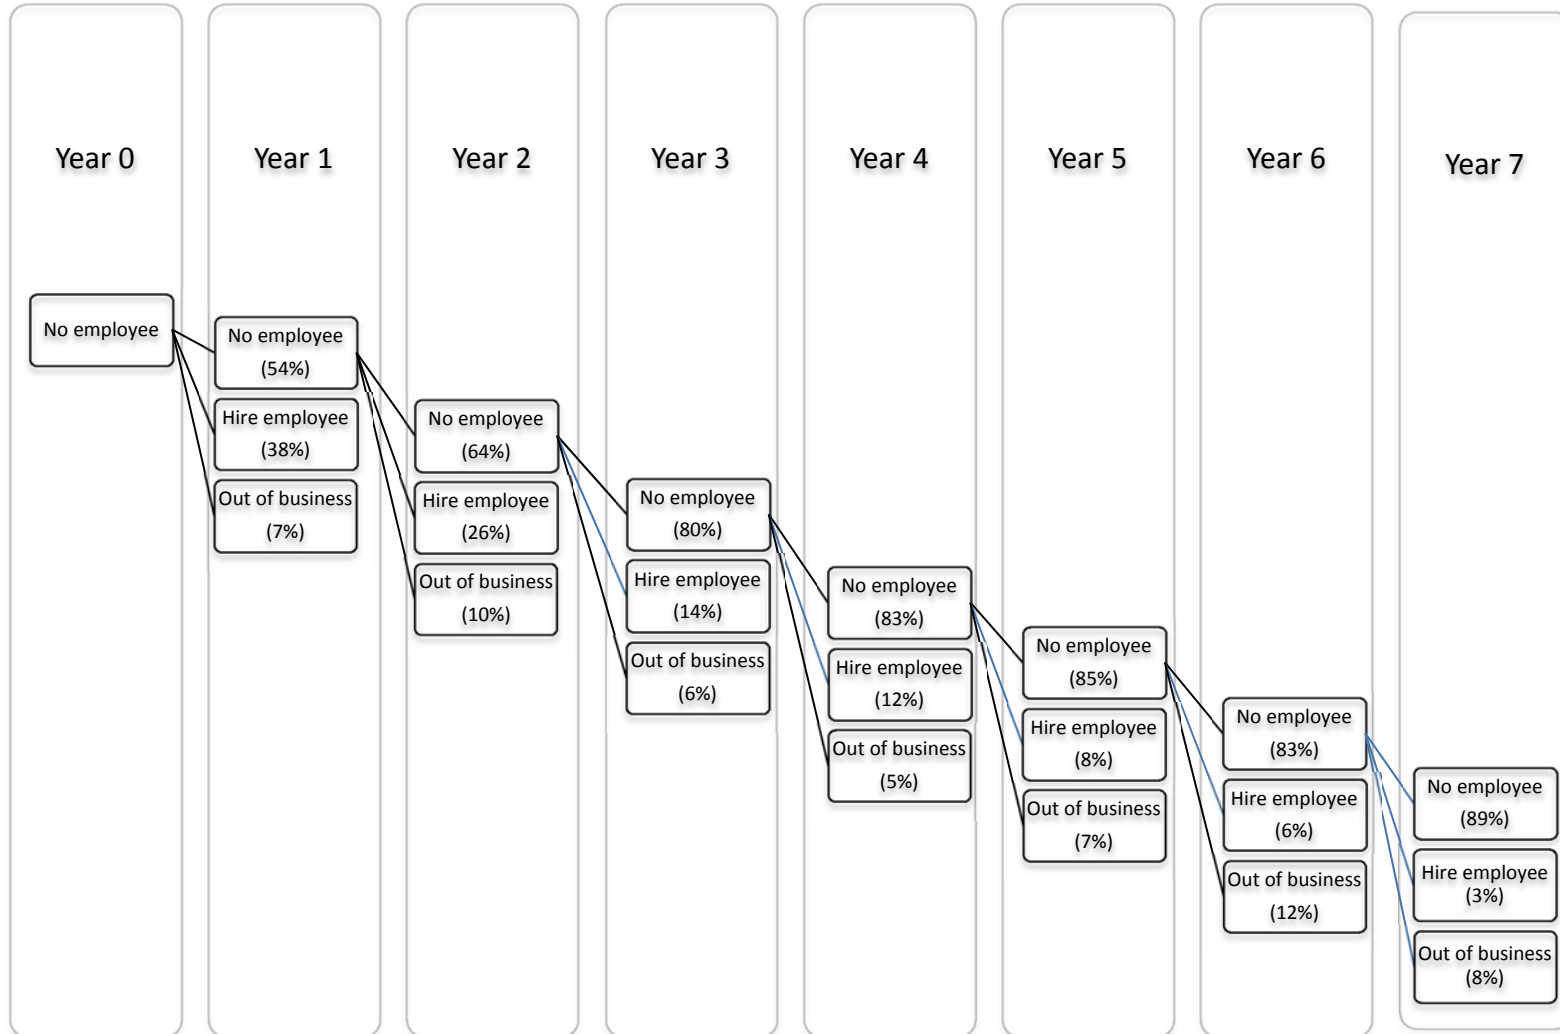 Year 0
Year 1
Year 2
Year 3
Year 4
Year 5
Year 6
Year 7
No employee
No employee
(54%)
Hire employee
(38%)
Out of business
(7%)
No employee
(64%)
Hire employee
(26%)
Out of business
(10%)
No employee
(80%)
Hire employee
(14%)
Out of business
(6%)
No employee
(83%)
Hire employee
(12%)
Out of business
(5%)
No employee
(85%)
Hire employee
(8%)
Out of business
(7%)
No employee
(83%)
Hire employee
(6%)
Out of business
(12%)
No employee
(89%)
Hire employee
(3%)
Out of business
(8%)